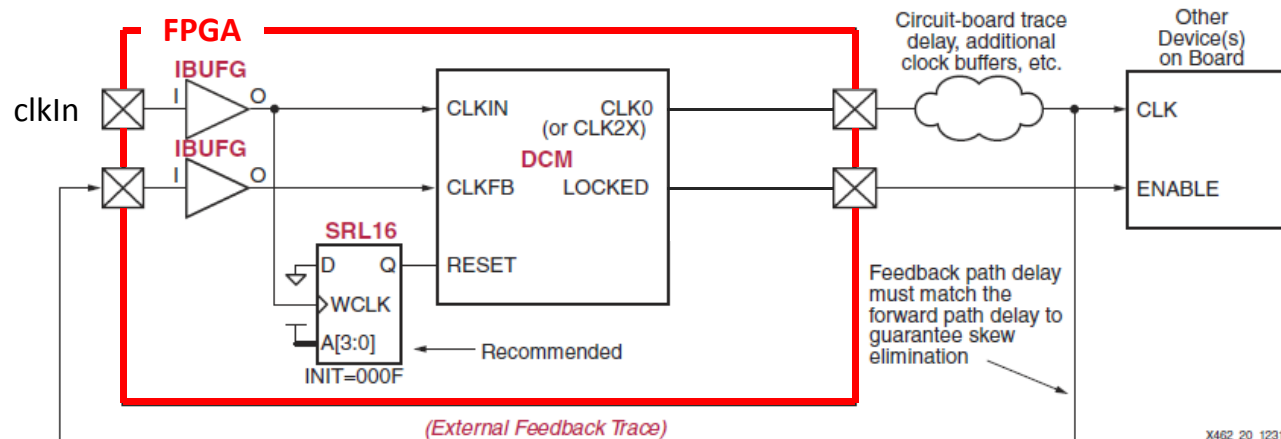 FPGA
Circuit-board trace
delay, additional
clock buffers, etc.
Other
Device(s)
on Board
IBUFG
clkIn
I
O
CLKIN
CLK0
(or CLK2X)
CLK
IBUFG
DCM
I
O
CLKFB
LOCKED
ENABLE
SRL16
D
Q
RESET
WCLK
A[3:0]
INIT=000F
Recommended
Feedback path delay
must match the
forward path delay to
guarantee skew
elimination
(External Feedback Trace)
X462_20_1231